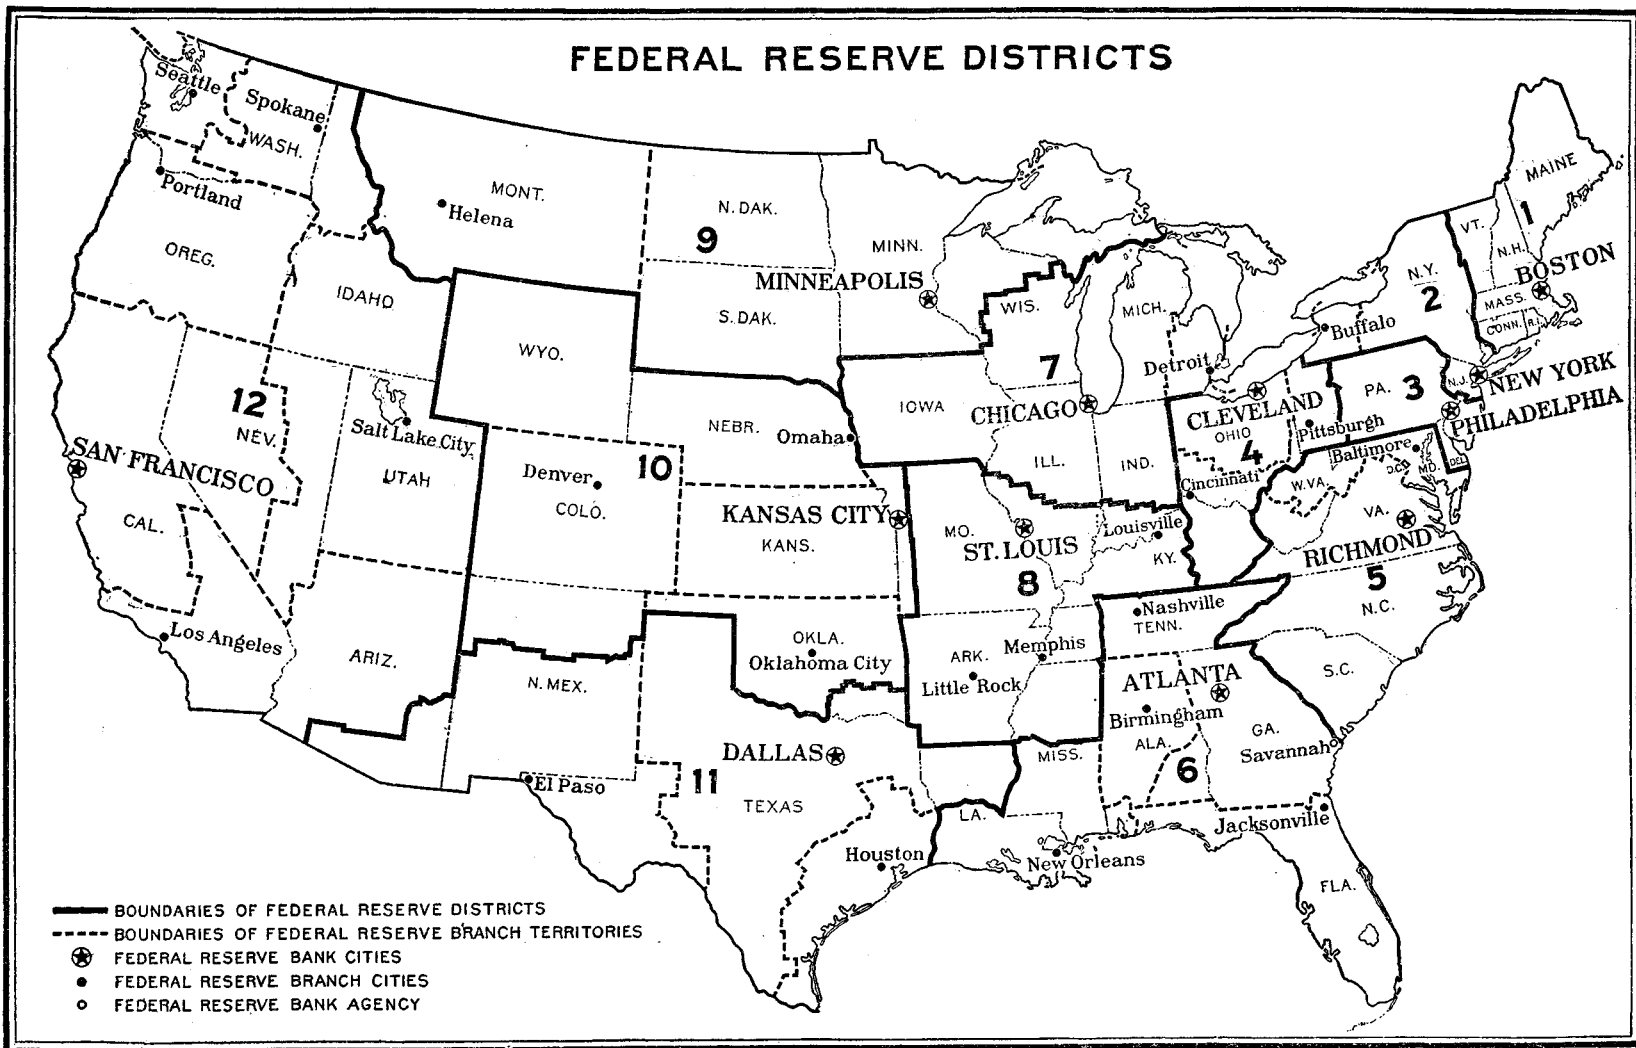 FEDERAL RESERVE DISTRICTS
Seattle
Spokane
WASH.
Portland
OREG.
IDAHO
MONT.
Helena
N. DAK.
9
MINN.
MINNEAPOLIS
S. DAK.
WYO.
WIS.
MICH.
7
Detroit
IOWA
CHICAGO
ILL.
IND.
MAINE
1
VT.
N.H.
BOSTON
MASS.
CONN.
R.I.
N.Y.
2
Buffalo
NEW YORK
N.J.
PA.
3
PHILADELPHIA
CLEVELAND
OHIO
4
Pittsburgh
Cincinnati
Baltimore
D.C.
MD.
DEL.
W.VA.
VA.
RICHMOND
5
N.C.
S.C.
12
NEV.
SAN FRANCISCO
CAL.
Los Angeles
Salt Lake City
UTAH
ARIZ.
NEBR.
Omaha
10
Denver
COLO.
KANSAS CITY
KANS.
MO.
ST. LOUIS
8
Louisville
KY.
Nashville
TENN.
OKLA.
Oklahoma City
ARK.
Memphis
Little Rock
N. MEX.
El Paso
DALLAS
11
TEXAS
Houston
LA.
New Orleans
MISS.
ATLANTA
Birmingham
ALA.
GA.
Savannah
6
Jacksonville
FLA.
BOUNDARIES OF FEDERAL RESERVE DISTRICTS
BOUNDARIES OF FEDERAL RESERVE BRANCH TERRITORIES
FEDERAL RESERVE BANK CITIES
FEDERAL RESERVE BRANCH CITIES
FEDERAL RESERVE BANK AGENCY